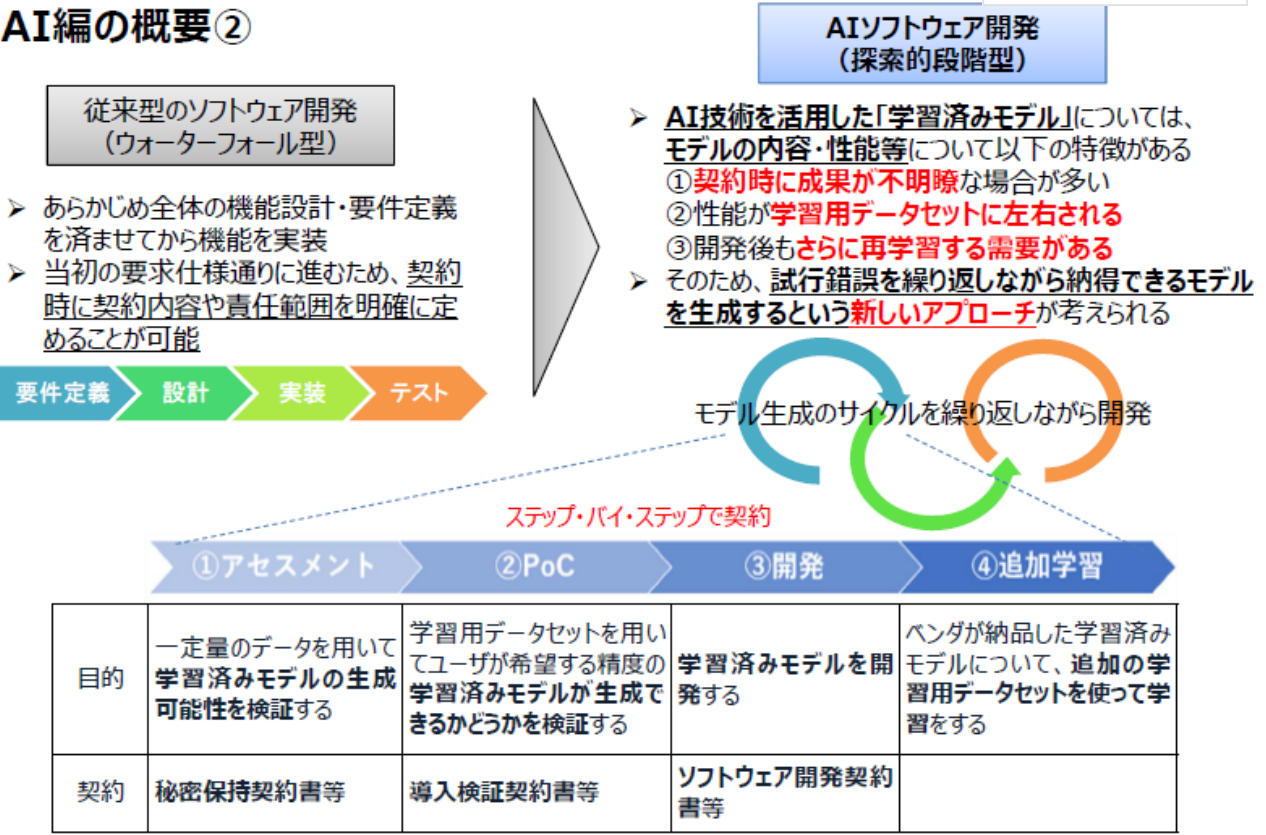 AI編の概要②
従来型のソフトウェア開発
(ウォーターフォール型)
➢ あらかじめ全体の機能設計・要件定義
を済ませてから機能を実装
➢ 当初の要求仕様通りに進むため、契約
時に契約内容や責任範囲を明確に定
めることが可能
要件定義 設計 実装 テスト
AIソフトウェア開発
(探索的段階型)
➢ AI技術を活用した「学習済みモデル」については、
モデルの内容・性能等について以下の特徴がある
①契約時に成果が不明瞭な場合が多い
②性能が学習用データセットに左右される
③開発後もさらに再学習する需要がある
➢ そのため、試行錯誤を繰り返しながら納得できるモデル
を生成するという新しいアプローチが考えられる
モデル生成のサイクルを繰り返しながら開発
ステップ・バイ・ステップで契約
①アセスメント ②PoC ③開発 ④追加学習
目的
一定量のデータを用いて
学習済みモデルの生成
可能性を検証する
学習用データセットを用い
てユーザが希望する精度の
学習済みモデルが生成で
きるかどうかを検証する
学習済みモデルを開
発する
ベンダが納品した学習済み
モデルについて、追加の学
習用データセットを使って学
習をする
契約
秘密保持契約書等
導入検証契約書等
ソフトウェア開発契約
書等